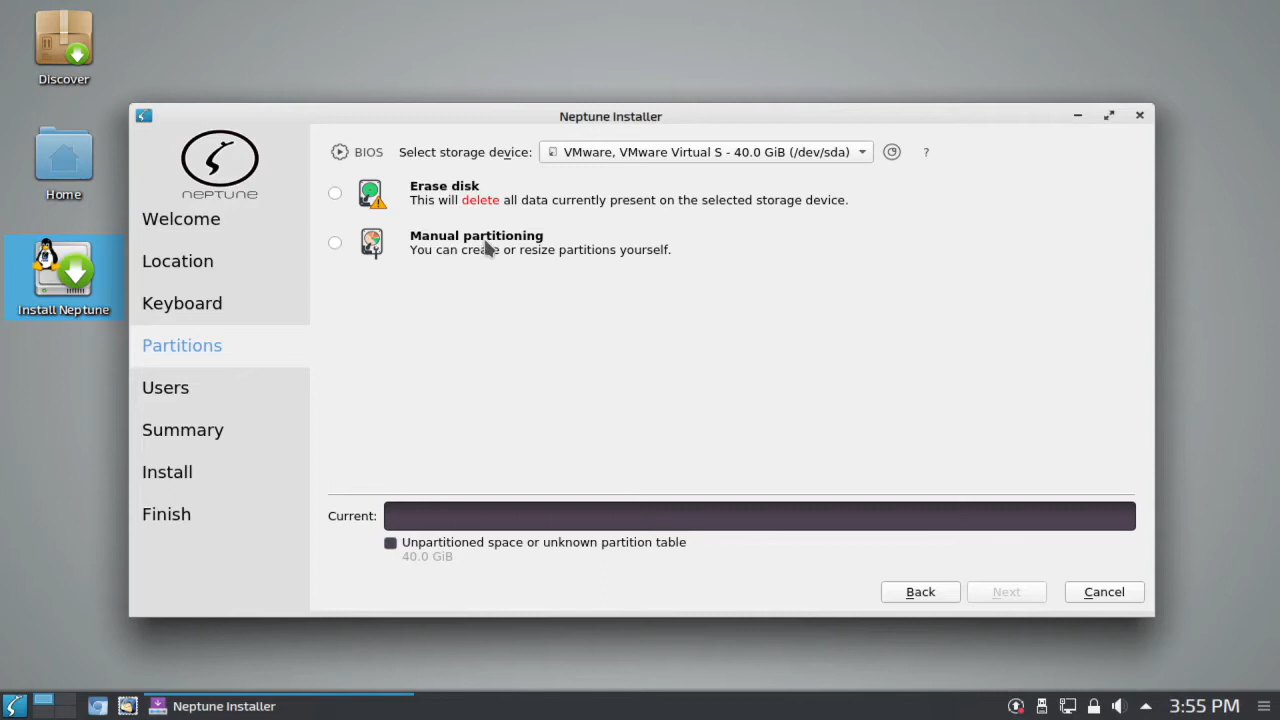 Discover
Home
Install Neptune
Neptune Installer
NEPTUNE
Welcome
Location
Keyboard
Partitions
Users
Summary
Install
Finish
BIOS
Select storage device:
VMware, VMware Virtual S - 40.0 GiB (/dev/sda)
?
Erase disk
This will delete all data currently present on the selected storage device.
Manual partitioning
You can create or resize partitions yourself.
Current:
Unpartitioned space or unknown partition table
40.0 GiB
Back
Next
Cancel
Neptune Installer
3:55 PM